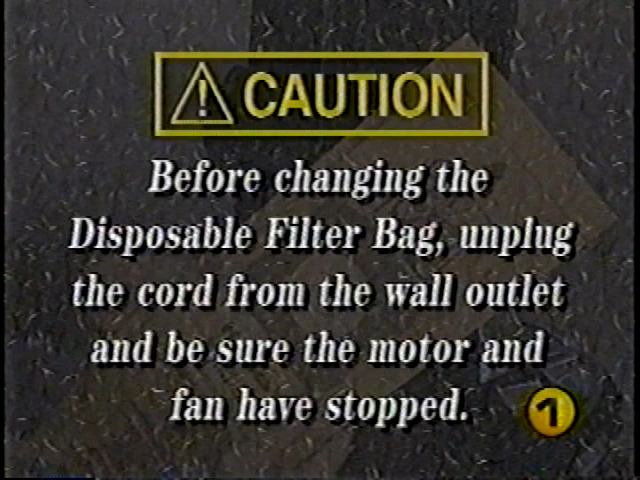 CAUTION
Before changing the
Disposable Filter Bag, unplug
the cord from the wall outlet
and be sure the motor and
fan have stopped.
1